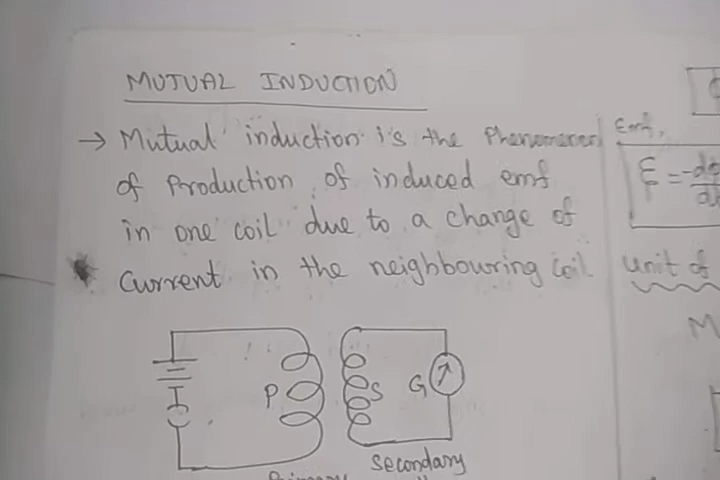 MUTUAL INDUCTION
→ Mutual induction is the Phenomenon
of Production of induced emf
in one coil due to a change of
Current in the neighbouring coil
P
S
G
Secondary
Primary
Emf,
unit of
M